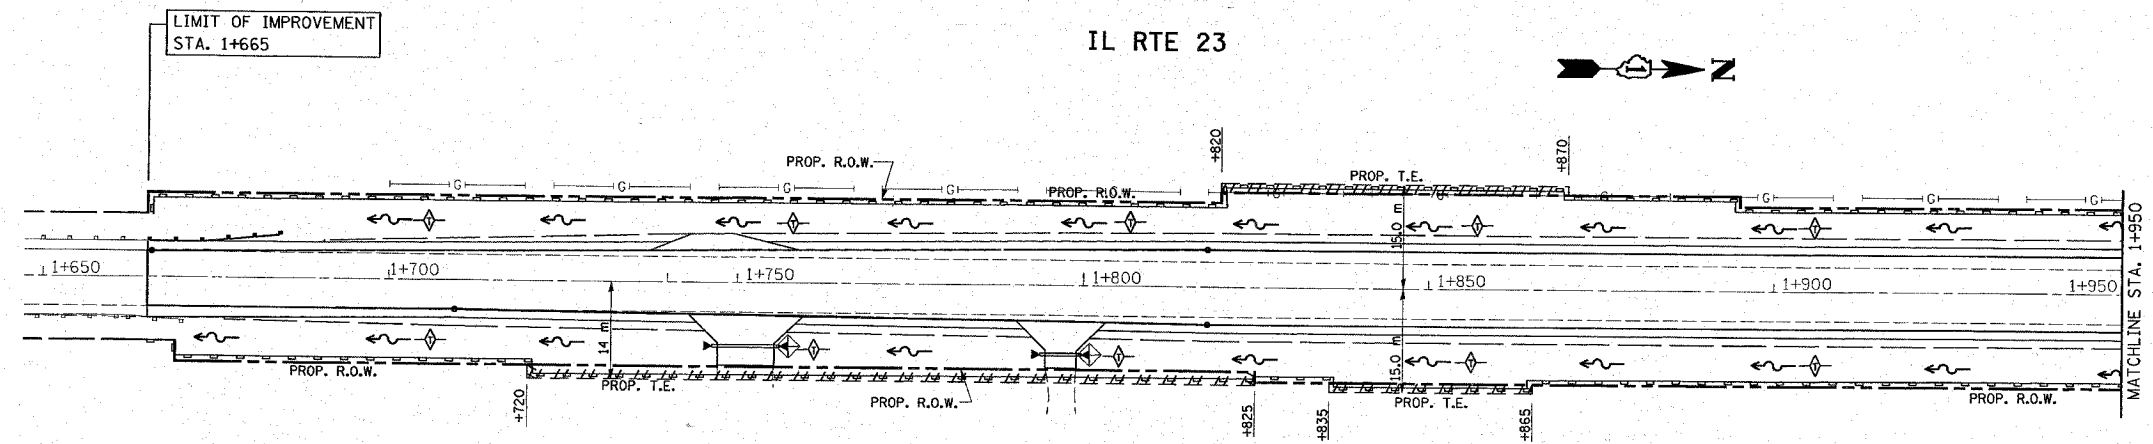 LIMIT OF IMPROVEMENT
STA. 1+665
IL RTE 23
N
+820
+870
PROP. R.O.W.
PROP. R.O.W.
PROP. T.E.
G
G
G
G
G
G
G
G
G
T
T
T
T
T
15.0 m
1+650
1+700
1+750
1+800
1+850
1+900
1+950
MATCHLINE STA. 1+950
14 m
15.0 m
T
T
T
T
T
PROP. R.O.W.
PROP. T.E.
PROP. R.O.W.
PROP. T.E.
PROP. R.O.W.
+720
+825
+835
+865